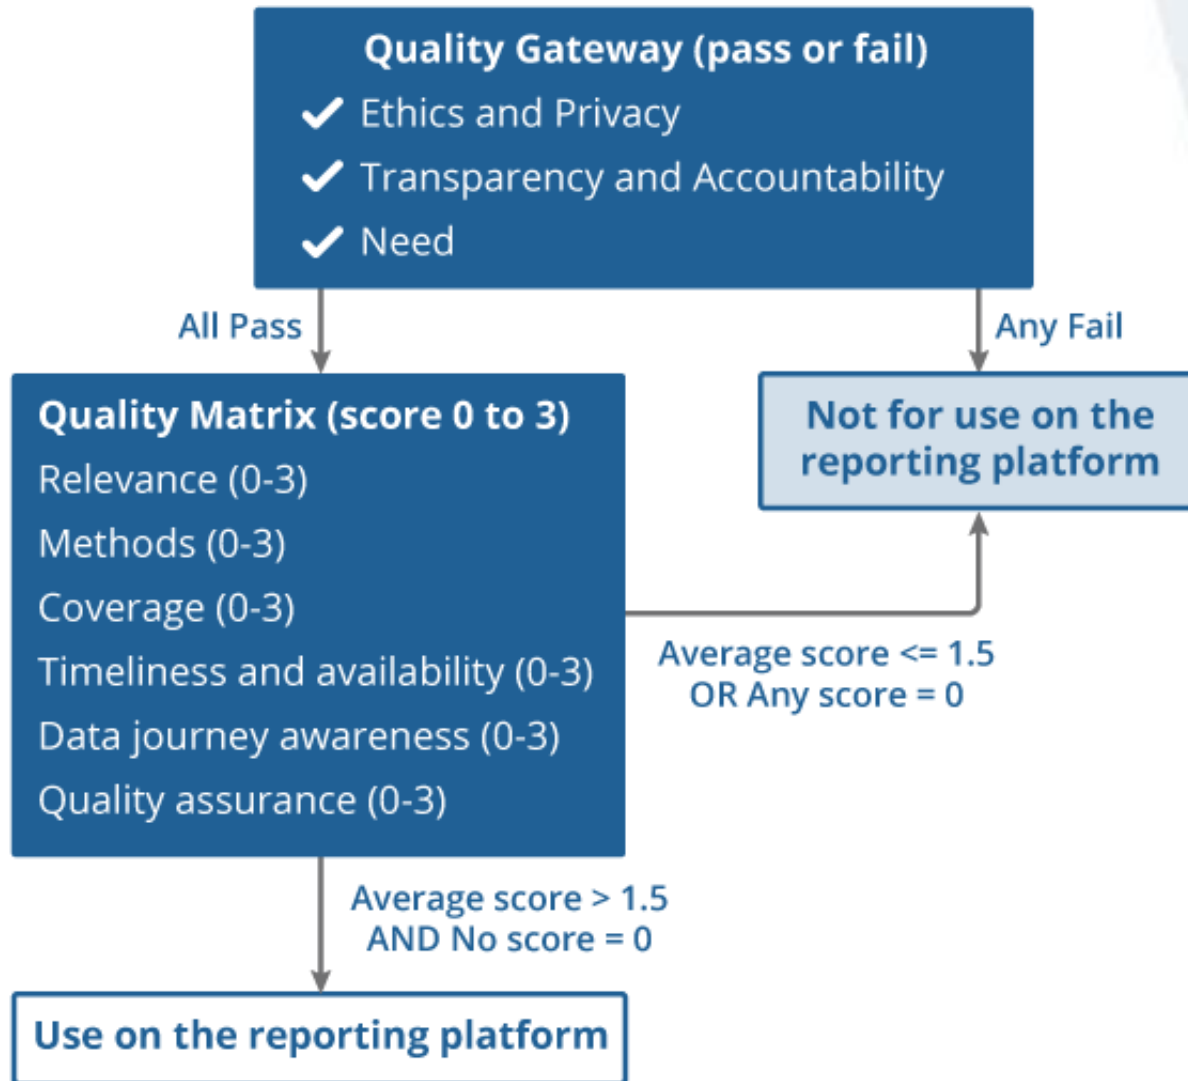 Quality Gateway (pass or fail)
Ethics and Privacy
Transparency and Accountability
Need
All Pass
Any Fail
Quality Matrix (score 0 to 3)
Relevance (0-3)
Methods (0-3)
Coverage (0-3)
Timeliness and availability (0-3)
Data journey awareness (0-3)
Quality assurance (0-3)
Not for use on the
reporting platform
Average score <= 1.5
OR Any score = 0
Average score > 1.5
AND No score = 0
Use on the reporting platform